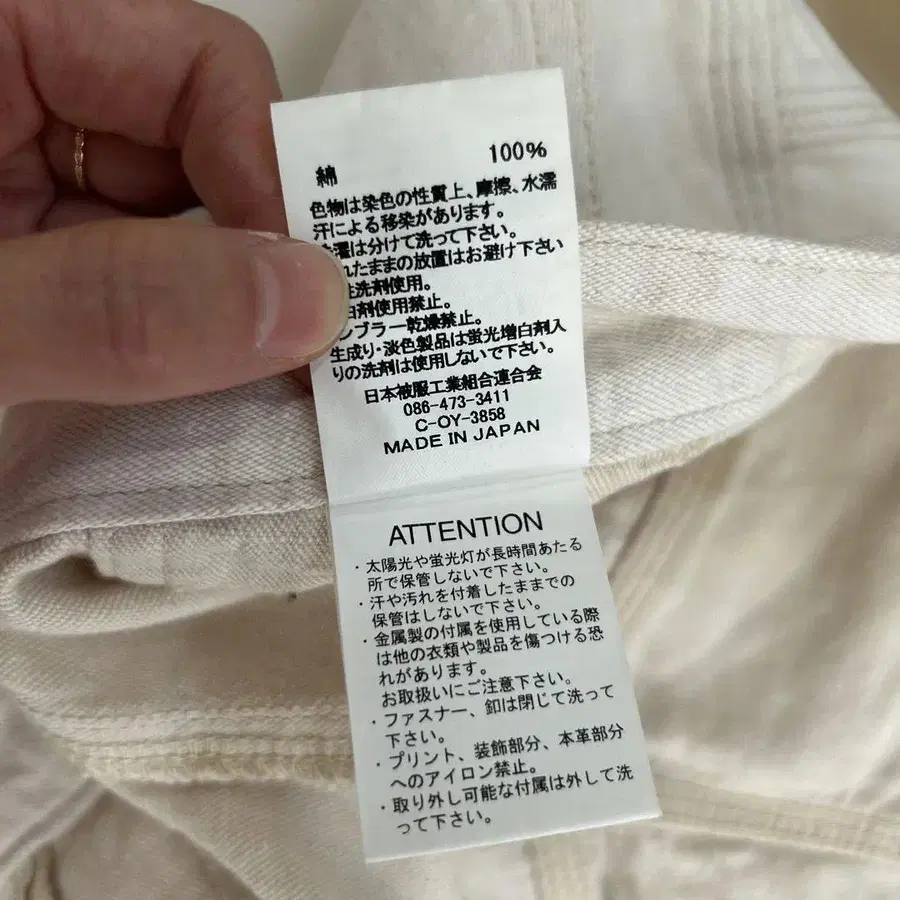 綿 100%
色物は染色の性質上、摩擦、水濡
汗による移染があります。
濯は分けて洗って下さい。
れたままの放置はお避け下さい
性洗剤使用。
白剤使用禁止。
ンブラー乾燥禁止。
生成り・淡色製品は蛍光増白剤入
りの洗剤は使用しないで下さい。
日本被服工業組合連合会
086-473-3411
C-OY-3858
MADE IN JAPAN
ATTENTION
・太陽光や蛍光灯が長時間あたる
所で保管しないで下さい。
・汗や汚れを付着したままでの
保管はしないで下さい。
・金属製の付属を使用している際
は他の衣類や製品を傷つける恐
れがあります。
お取扱いにご注意下さい。
・ファスナー、釦は閉じて洗って
下さい。
・プリント、装飾部分、本革部分
へのアイロン禁止。
・取り外し可能な付属は外して洗
って下さい。